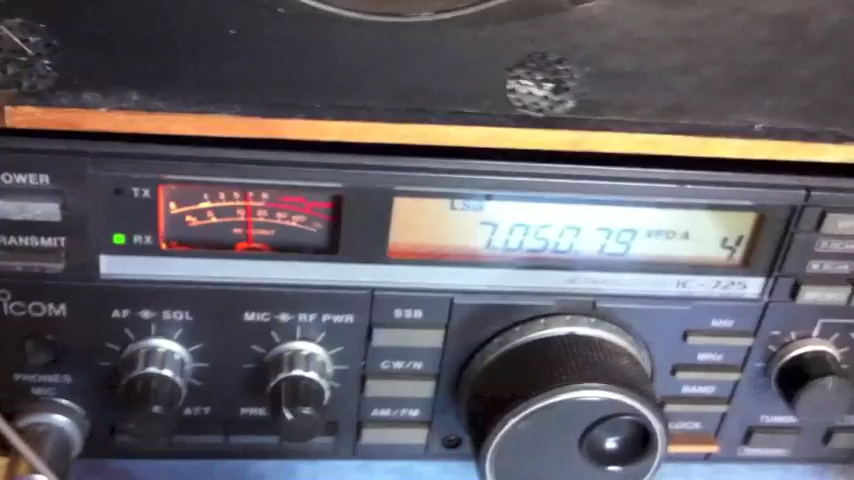 POWER
TX
RX
TRANSMIT
LSB
7.050.79 VFO A 4
IC-725
ICOM
AF SQL
MIC RF PWR
SSB
CW/N
AM/FM
PHONES
MIC
ATT
PRE
kHz
MHz
BAND
LOCK